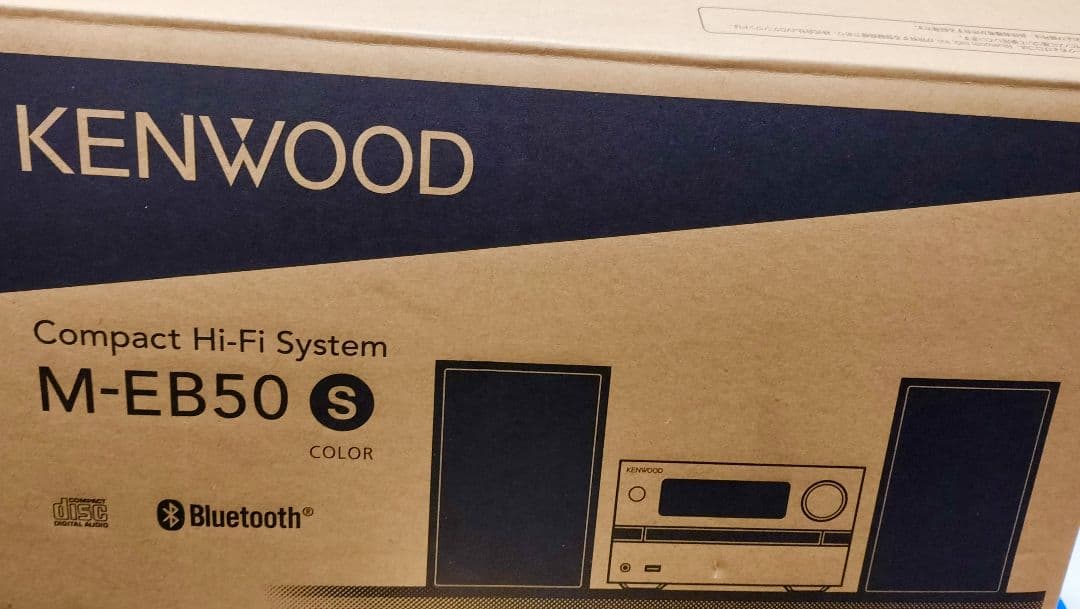 KENWOOD
Compact Hi-Fi System
M-EB50 S
COLOR
COMPACT
disc
DIGITAL AUDIO
Bluetooth®
KENWOOD